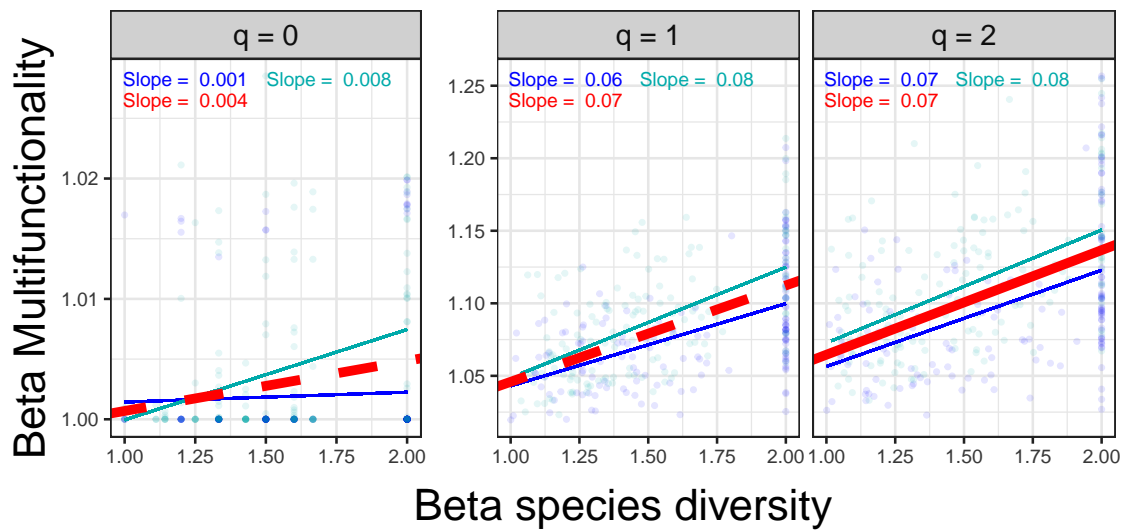 q = 0
q = 1
q = 2
Beta Multifunctionality
Slope = 0.001 Slope = 0.008
Slope = 0.004
1.02
1.01
1.00
1.00 1.25 1.50 1.75 2.00
Slope = 0.06 Slope = 0.08
Slope = 0.07
1.25
1.20
1.15
1.10
1.05
1.00 1.25 1.50 1.75 2.00
Slope = 0.07 Slope = 0.08
Slope = 0.07
1.00 1.25 1.50 1.75 2.00
Beta species diversity